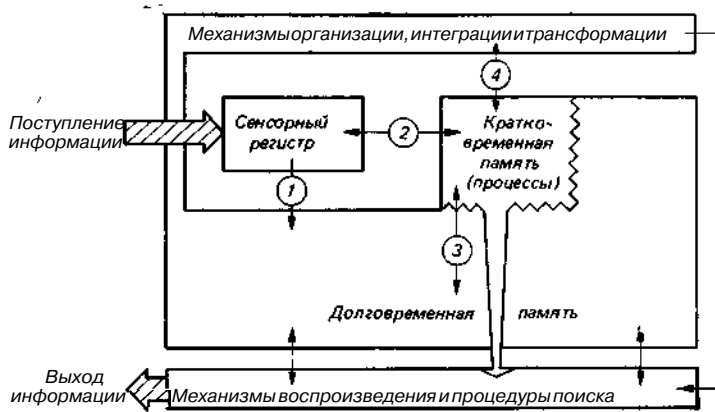 Механизмы организации, интеграции и трансформации
4
Поступление
информации
Сенсорный
регистр
2
Кратко-
временная
память
(процессы)
1
3
Долговременная память
Выход
информации
Механизмы воспроизведения и процедуры поиска